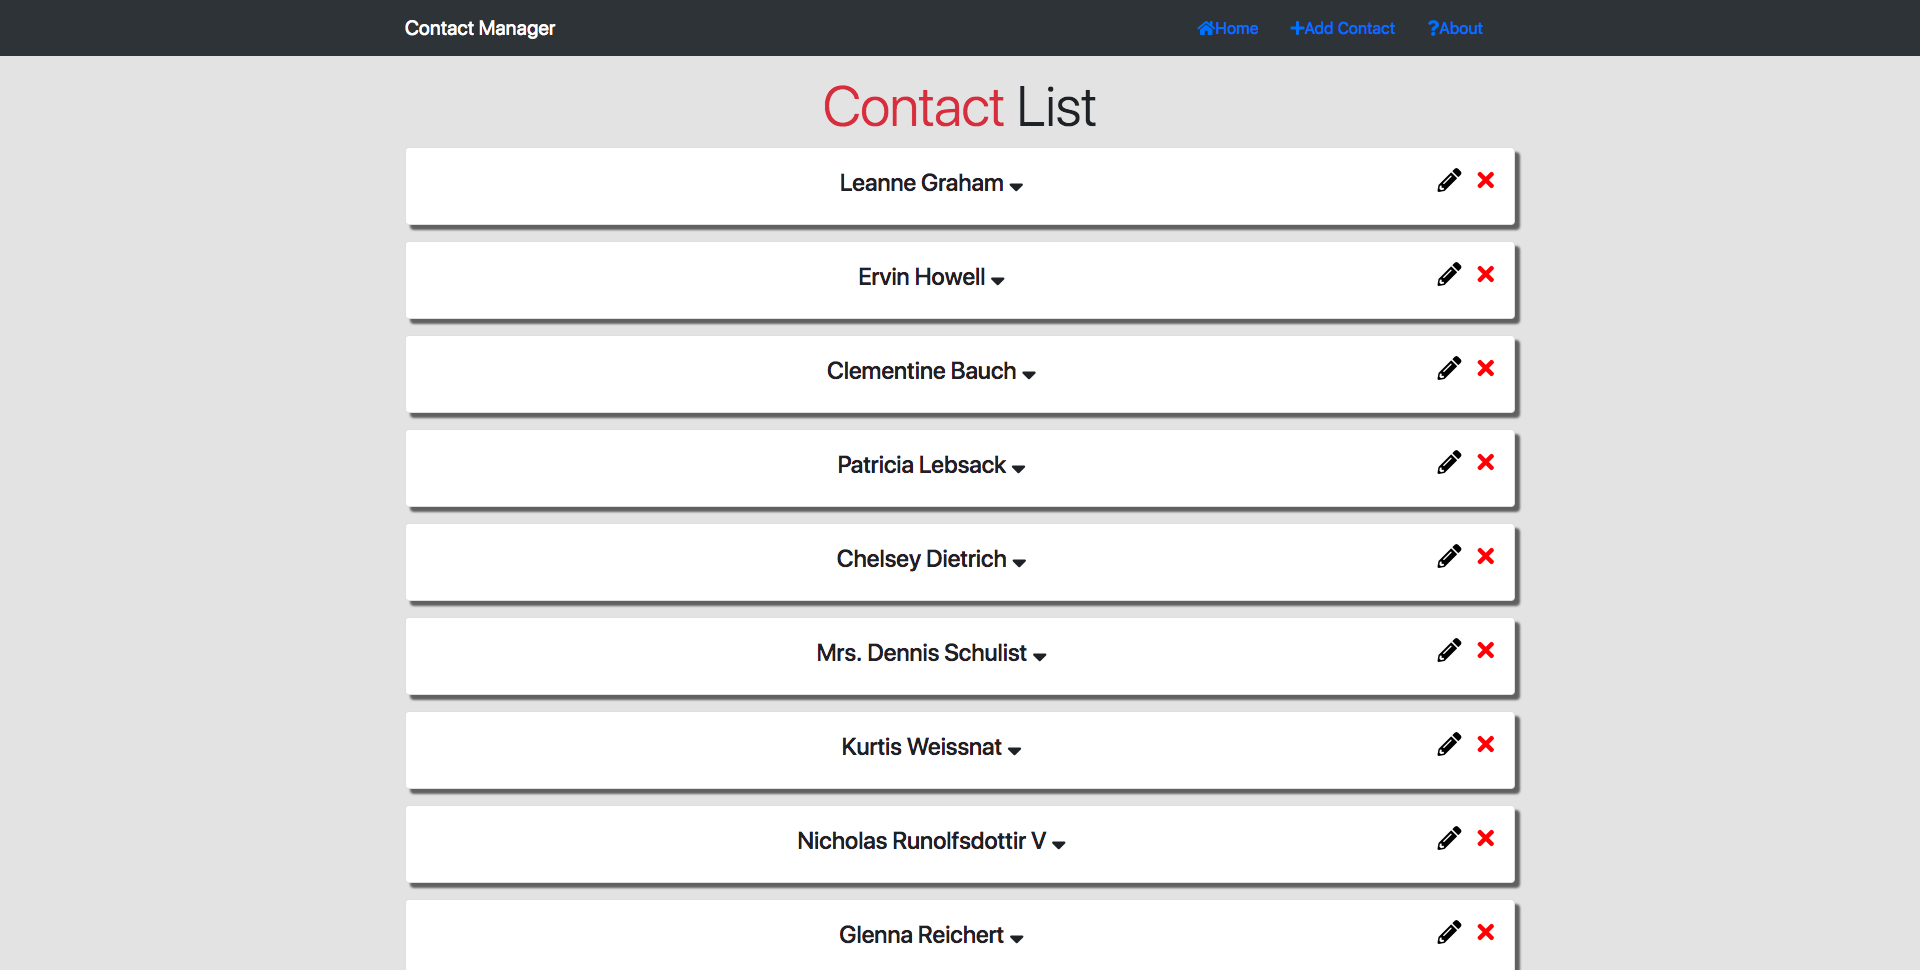 Contact Manager
Home Add Contact About
Contact List
Leanne Graham
Ervin Howell
Clementine Bauch
Patricia Lebsack
Chelsey Dietrich
Mrs. Dennis Schulist
Kurtis Weissnat
Nicholas Runolfsdottir V
Glenna Reichert